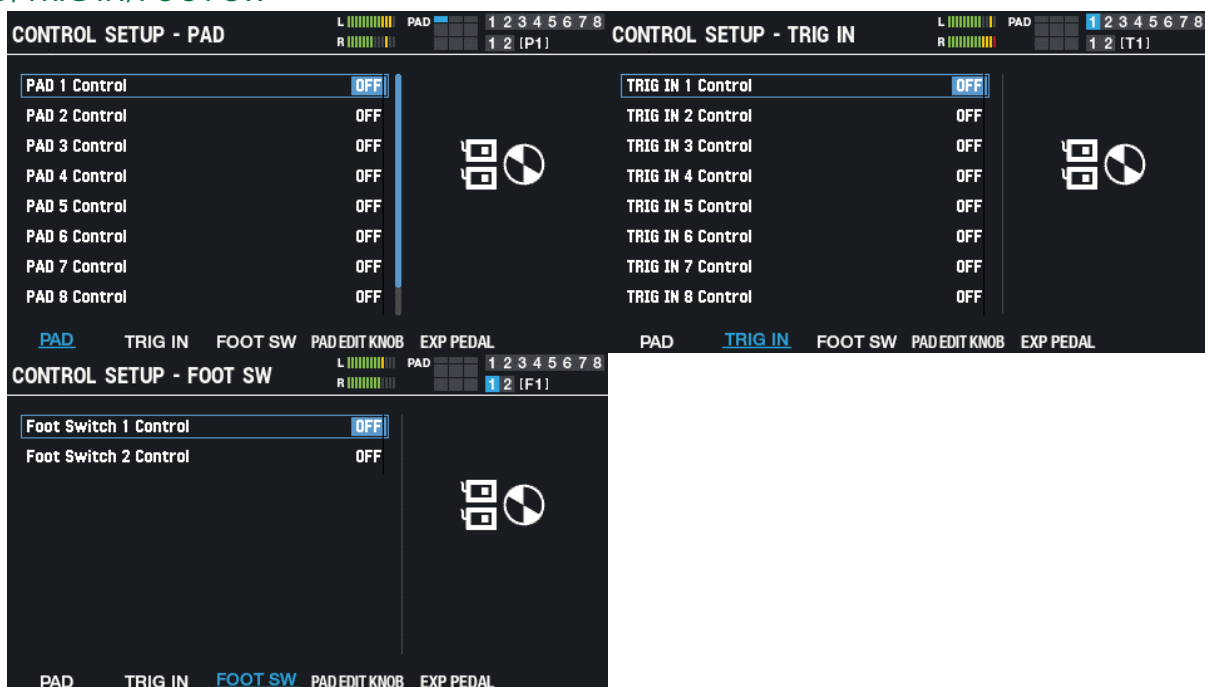 CONTROL SETUP - PAD
L PAD 1 2 3 4 5 6 7 8
R 1 2 [P1]
PAD 1 Control OFF
PAD 2 Control OFF
PAD 3 Control OFF
PAD 4 Control OFF
PAD 5 Control OFF
PAD 6 Control OFF
PAD 7 Control OFF
PAD 8 Control OFF
PAD TRIG IN FOOT SW PAD EDIT KNOB EXP PEDAL
CONTROL SETUP - TRIG IN
L PAD 1 2 3 4 5 6 7 8
R 1 2 [T1]
TRIG IN 1 Control OFF
TRIG IN 2 Control OFF
TRIG IN 3 Control OFF
TRIG IN 4 Control OFF
TRIG IN 5 Control OFF
TRIG IN 6 Control OFF
TRIG IN 7 Control OFF
TRIG IN 8 Control OFF
PAD TRIG IN FOOT SW PAD EDIT KNOB EXP PEDAL
CONTROL SETUP - FOOT SW
L PAD 1 2 3 4 5 6 7 8
R 1 2 [F1]
Foot Switch 1 Control OFF
Foot Switch 2 Control OFF
PAD TRIG IN FOOT SW PAD EDIT KNOB EXP PEDAL